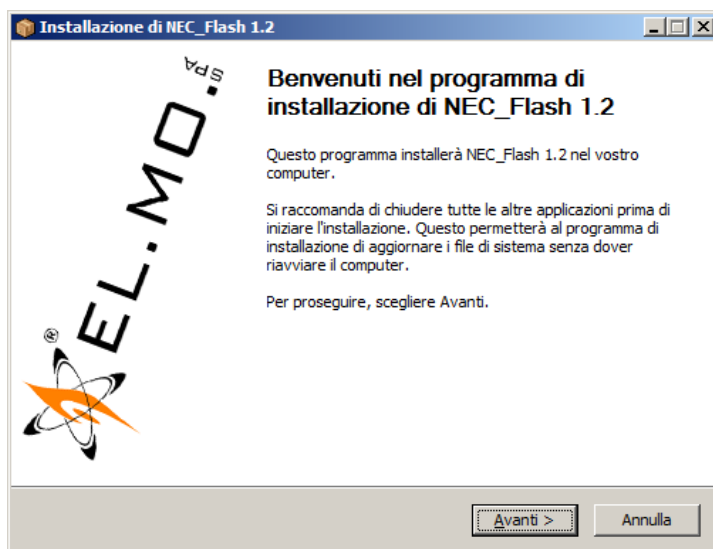 Installazione di NEC_Flash 1.2
EL.MO. SPA
®
Benvenuti nel programma di
installazione di NEC_Flash 1.2
Questo programma installerà NEC_Flash 1.2 nel vostro
computer.
Si raccomanda di chiudere tutte le altre applicazioni prima di
iniziare l'installazione. Questo permetterà al programma di
installazione di aggiornare i file di sistema senza dover
riavviare il computer.
Per proseguire, scegliere Avanti.
Avanti >
Annulla